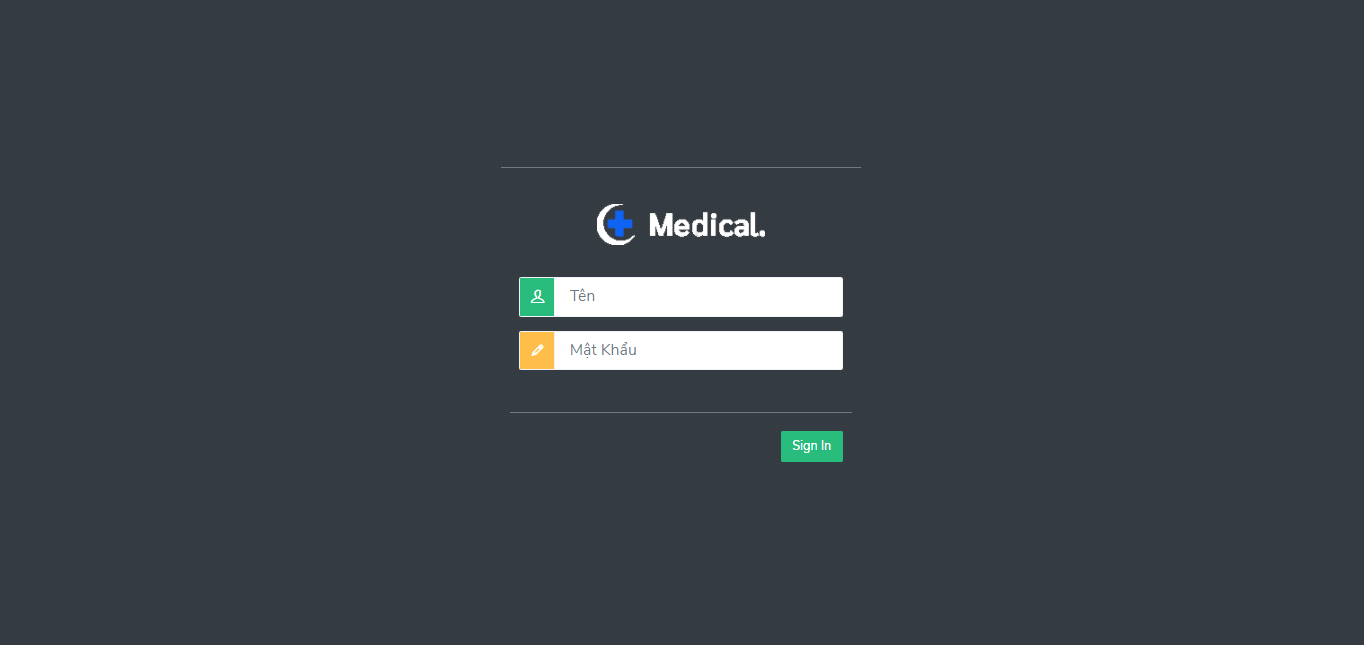 Medical.
Tên
Mật Khẩu
Sign In